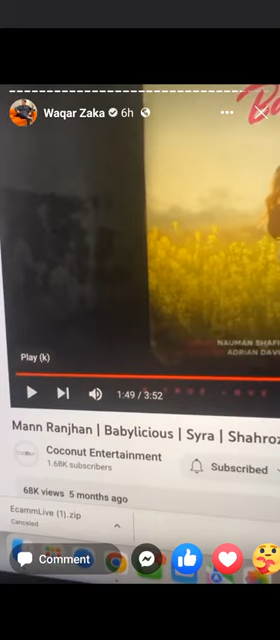 Waqar Zaka 6h
NAUMAN SHAFI
ADRIAN DAV
Play (k)
1:49 / 3:52
Mann Ranjhan | Babylicious | Syra | Shahroz
Coconut Entertainment
1.68K subscribers
Subscribed
68K views 5 months ago
EcammLive (1).zip
Canceled
Comment